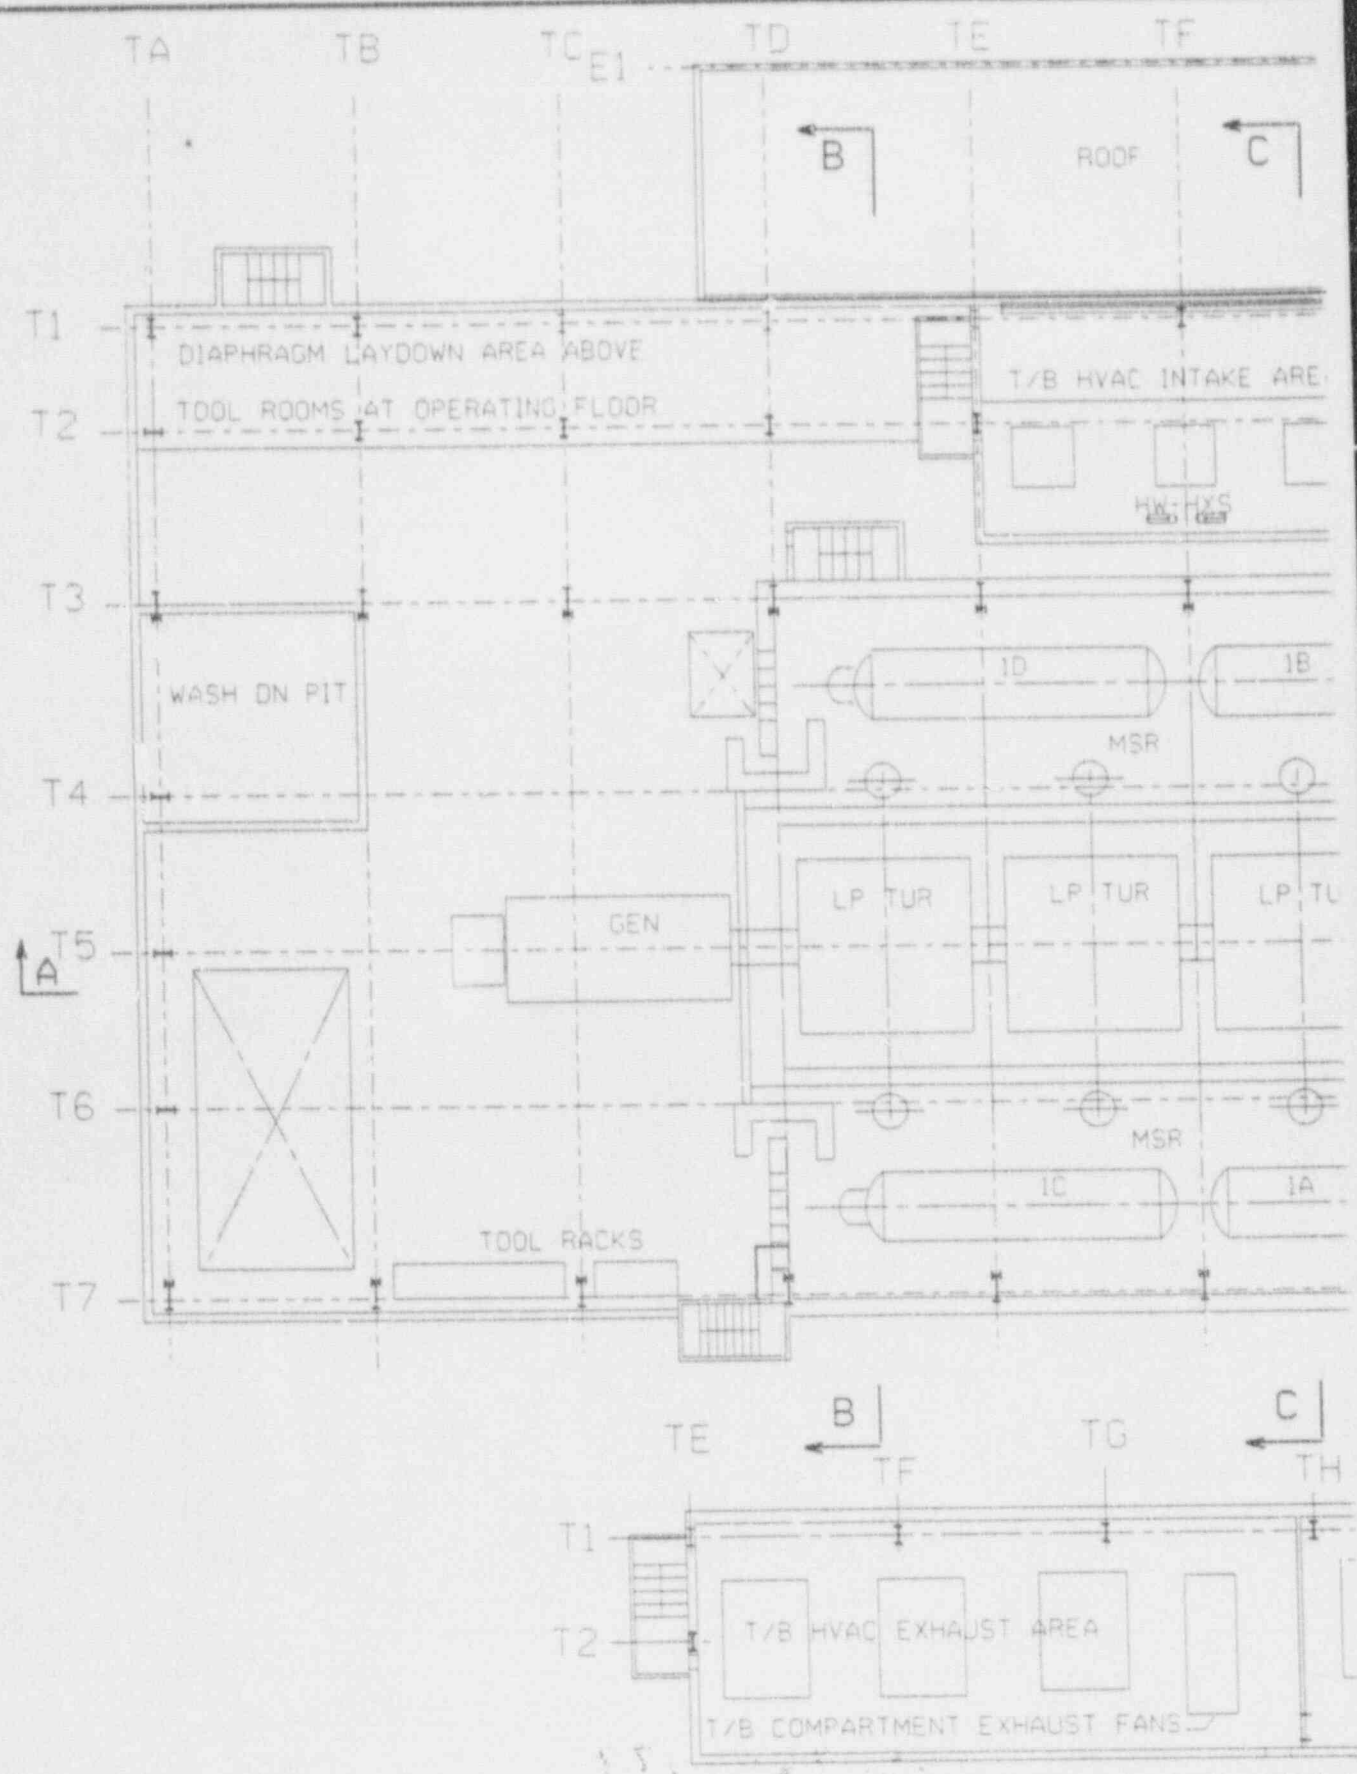 TA TB TC TD TE TF
E1
B ROOF C
T1
DIAPHRAGM LAYDOWN AREA ABOVE
T/B HVAC INTAKE ARE
T2
TOOL ROOMS AT OPERATING FLOOR
HW-HXS
T3
1D 1B
WASH DN PIT
MSR
T4
LP TUR LP TUR LP TU
GEN
T5
A
T6
MSR
1C 1A
TOOL RACKS
T7
B C
TE TF TG TH
T1
T/B HVAC EXHAUST AREA
T2
T/B COMPARTMENT EXHAUST FANS